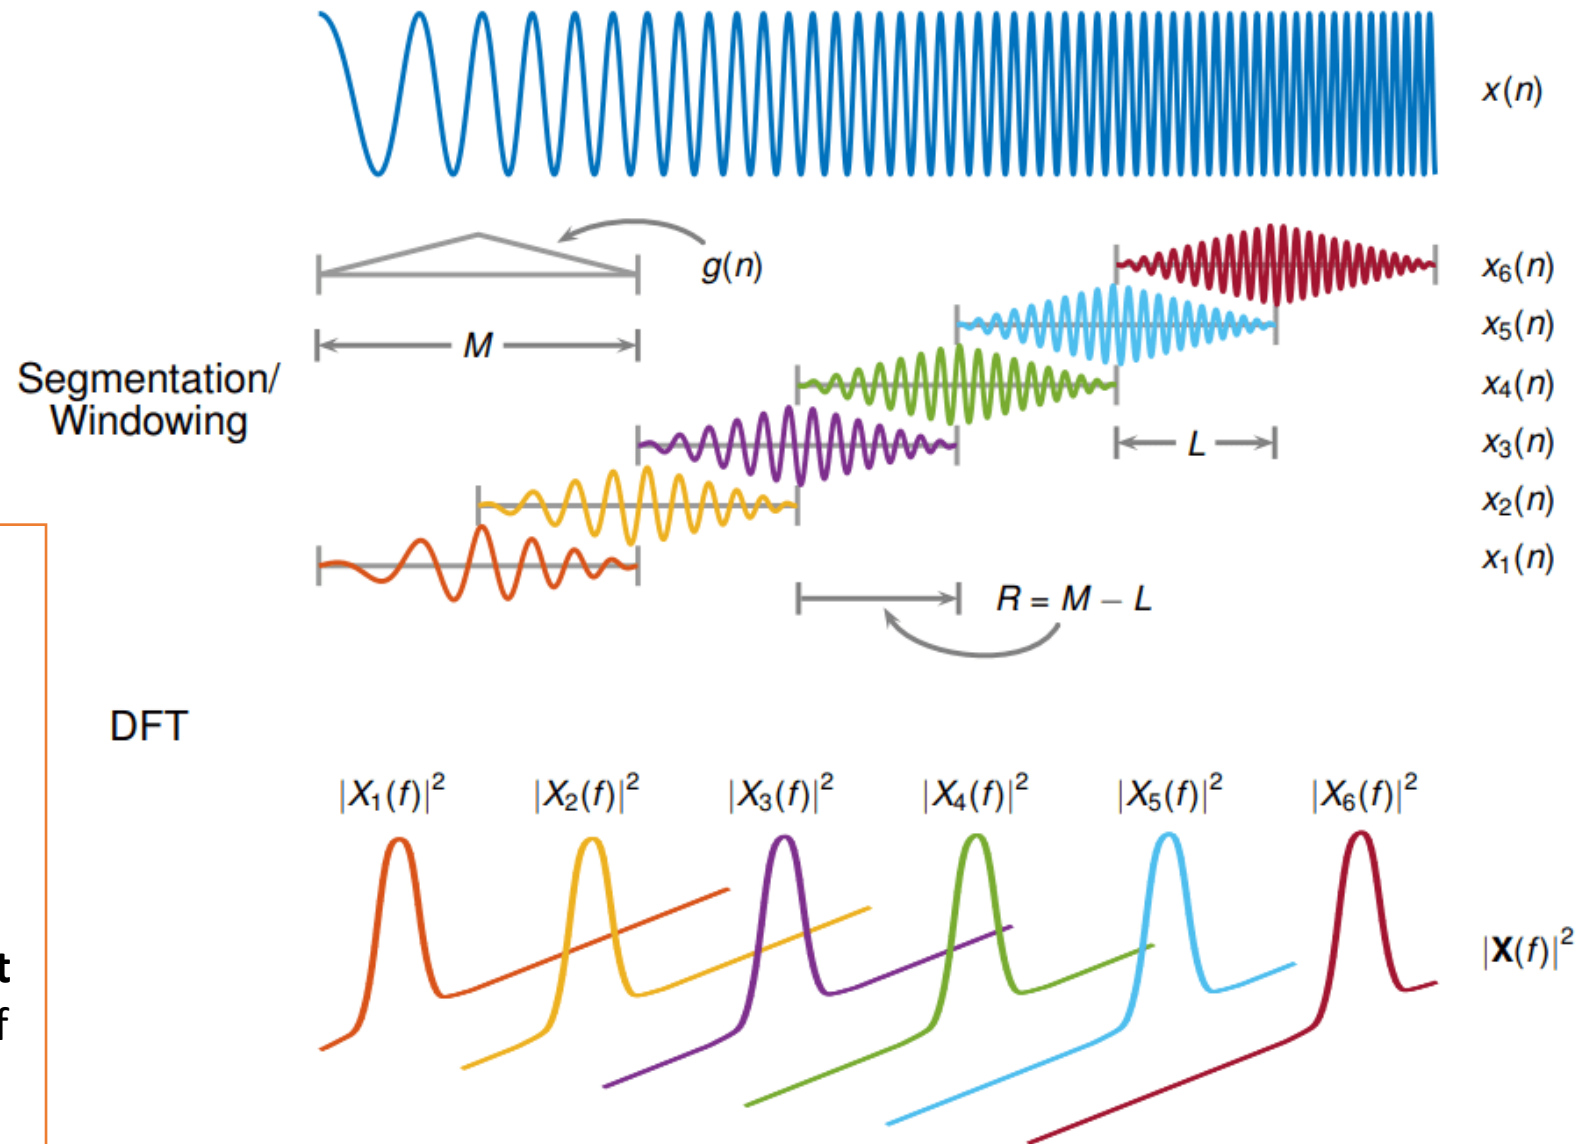 x(n)
g(n)
x₆(n)
x₅(n)
M
Segmentation/
Windowing
x₄(n)
L
x₃(n)
x₂(n)
x₁(n)
R = M − L
DFT
|X₁(f)|² |X₂(f)|² |X₃(f)|² |X₄(f)|² |X₅(f)|² |X₆(f)|²
|X(f)|²
t
f